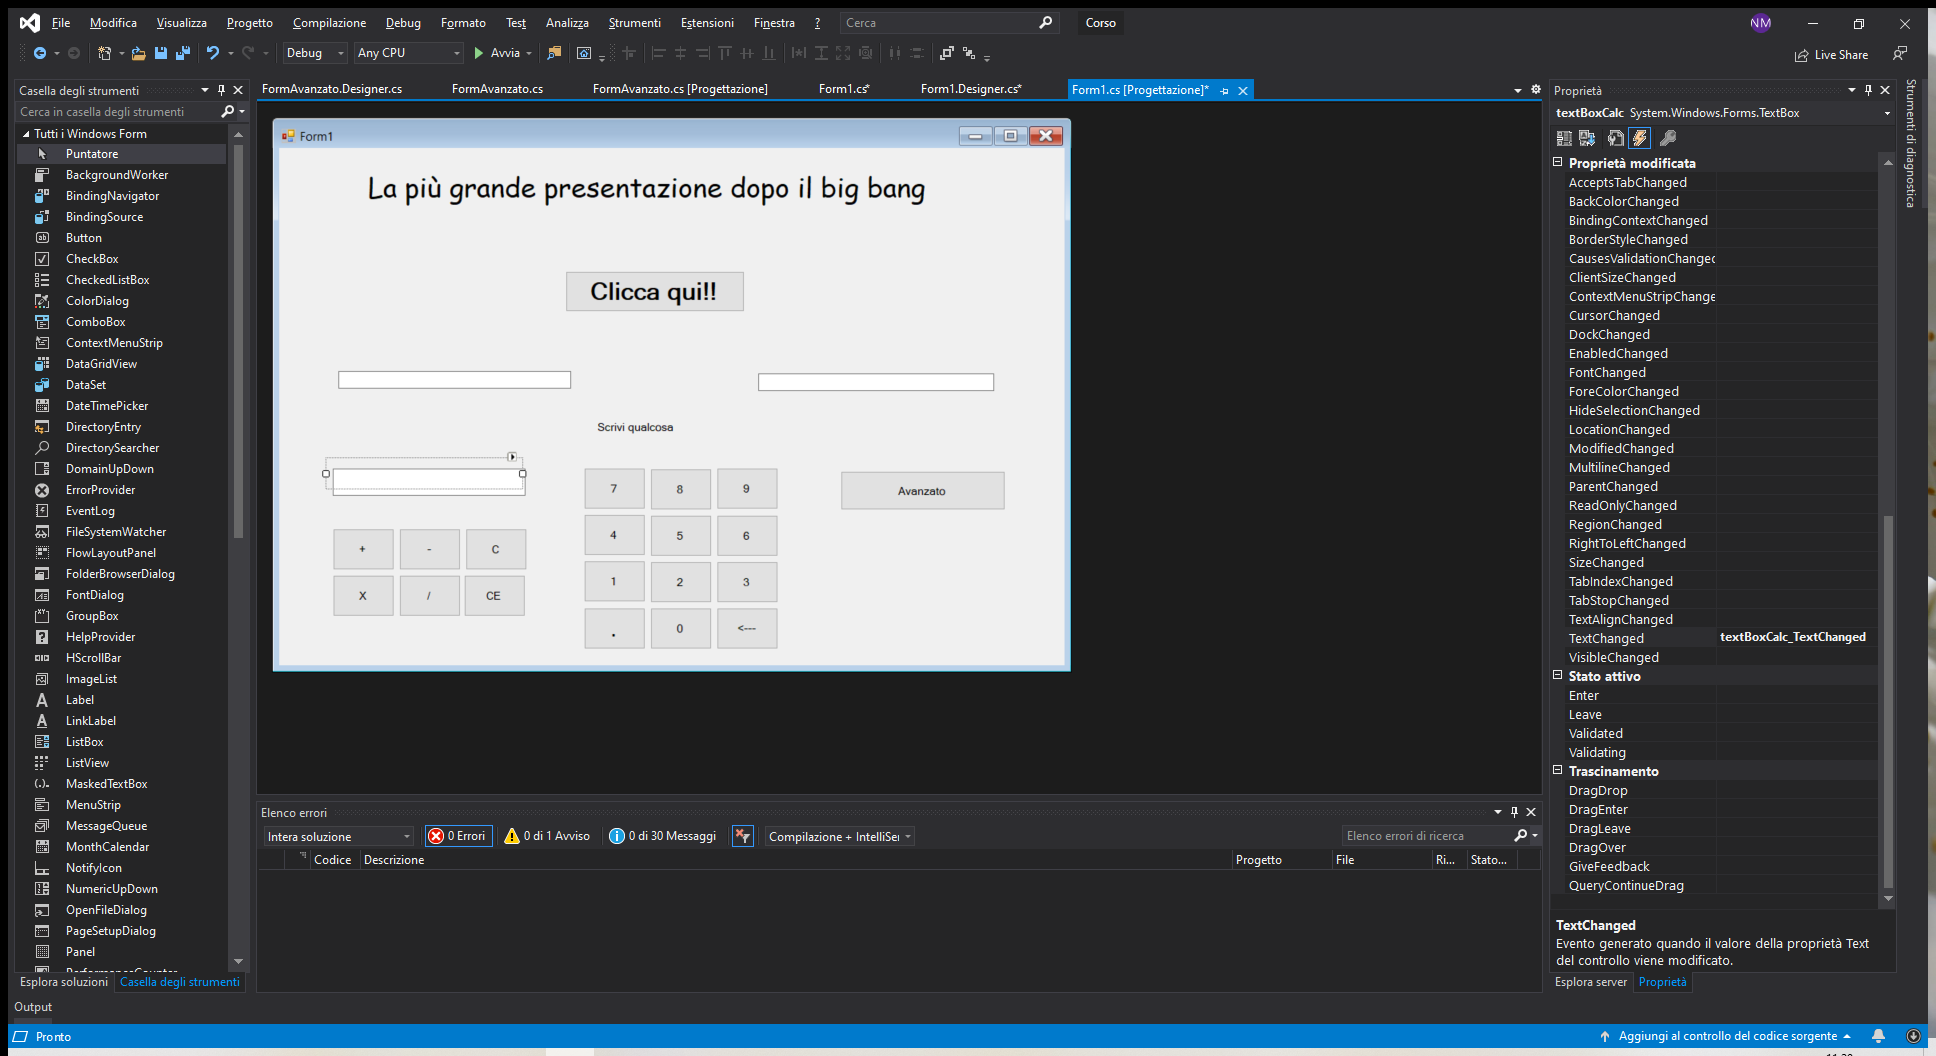 File Modifica Visualizza Progetto Compilazione Debug Formato Test Analizza Strumenti Estensioni Finestra ? Cerca Corso NM
Debug Any CPU Avvia Live Share
Casella degli strumenti
Cerca in casella degli strumenti
Tutti i Windows Form
Puntatore
BackgroundWorker
BindingNavigator
BindingSource
Button
CheckBox
CheckedListBox
ColorDialog
ComboBox
ContextMenuStrip
DataGridView
DataSet
DateTimePicker
DirectoryEntry
DirectorySearcher
DomainUpDown
ErrorProvider
EventLog
FileSystemWatcher
FlowLayoutPanel
FolderBrowserDialog
FontDialog
GroupBox
HelpProvider
HScrollBar
ImageList
Label
LinkLabel
ListBox
ListView
MaskedTextBox
MenuStrip
MessageQueue
MonthCalendar
NotifyIcon
NumericUpDown
OpenFileDialog
PageSetupDialog
Panel
Esplora soluzioni Casella degli strumenti
FormAvanzato.Designer.cs FormAvanzato.cs FormAvanzato.cs [Progettazione] Form1.cs* Form1.Designer.cs* Form1.cs [Progettazione]*
Form1
La più grande presentazione dopo il big bang
Clicca qui!!
Scrivi qualcosa
7 8 9
Avanzato
4 5 6
+ - C
1 2 3
X / CE
. 0 <---
Elenco errori
Intera soluzione 0 Errori 0 di 1 Avviso 0 di 30 Messaggi Compilazione + IntelliSe Elenco errori di ricerca
Codice Descrizione Progetto File Ri... Stato...
Proprietà
textBoxCalc System.Windows.Forms.TextBox
Proprietà modificata
AcceptsTabChanged
BackColorChanged
BindingContextChanged
BorderStyleChanged
CausesValidationChanged
ClientSizeChanged
ContextMenuStripChange
CursorChanged
DockChanged
EnabledChanged
FontChanged
ForeColorChanged
HideSelectionChanged
LocationChanged
ModifiedChanged
MultilineChanged
ParentChanged
ReadOnlyChanged
RegionChanged
RightToLeftChanged
SizeChanged
TabIndexChanged
TabStopChanged
TextAlignChanged
TextChanged textBoxCalc_TextChanged
VisibleChanged
Stato attivo
Enter
Leave
Validated
Validating
Trascinamento
DragDrop
DragEnter
DragLeave
DragOver
GiveFeedback
QueryContinueDrag
TextChanged
Evento generato quando il valore della proprietà Text
del controllo viene modificato.
Esplora server Proprietà
Strumenti di diagnostica
Output
Pronto
Aggiungi al controllo del codice sorgente